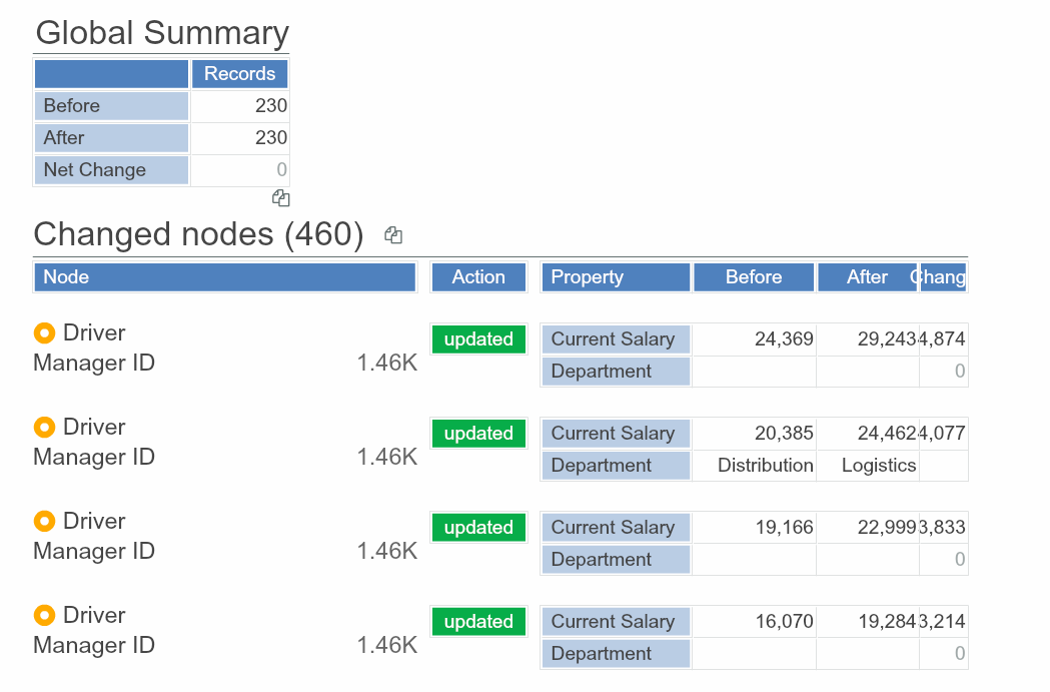 Global Summary
Records
Before 230
After 230
Net Change 0
Changed nodes (460)
Node Action Property Before After Chang
Driver updated Current Salary 24,369 29,243 4,874
Manager ID 1.46K Department 0
Driver updated Current Salary 20,385 24,462 4,077
Manager ID 1.46K Department Distribution Logistics
Driver updated Current Salary 19,166 22,999 3,833
Manager ID 1.46K Department 0
Driver updated Current Salary 16,070 19,284 3,214
Manager ID 1.46K Department 0